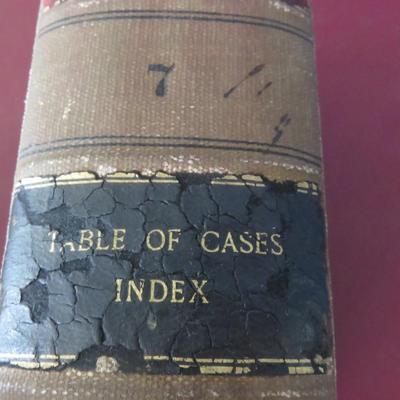 7
TABLE OF CASES
INDEX